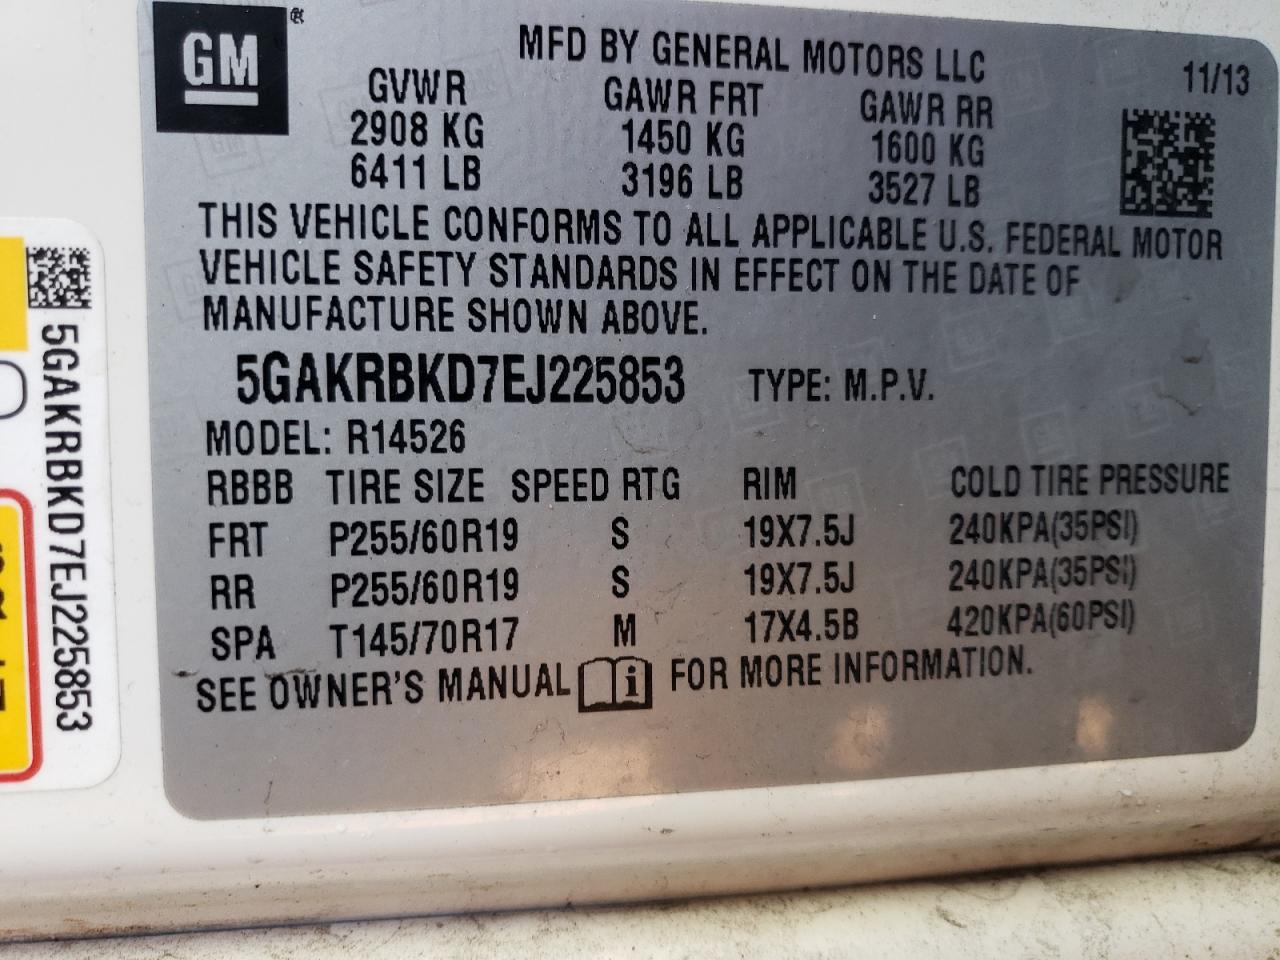 GM ®
MFD BY GENERAL MOTORS LLC
11/13
GVWR GAWR FRT GAWR RR
2908 KG 1450 KG 1600 KG
6411 LB 3196 LB 3527 LB
THIS VEHICLE CONFORMS TO ALL APPLICABLE U.S. FEDERAL MOTOR
VEHICLE SAFETY STANDARDS IN EFFECT ON THE DATE OF
MANUFACTURE SHOWN ABOVE.
5GAKRBKD7EJ225853 TYPE: M.P.V.
MODEL: R14526
RBBB TIRE SIZE SPEED RTG RIM COLD TIRE PRESSURE
FRT P255/60R19 S 19X7.5J 240KPA(35PSI)
RR P255/60R19 S 19X7.5J 240KPA(35PSI)
SPA T145/70R17 M 17X4.5B 420KPA(60PSI)
SEE OWNER'S MANUAL i FOR MORE INFORMATION.
5GAKRBKD7EJ225853